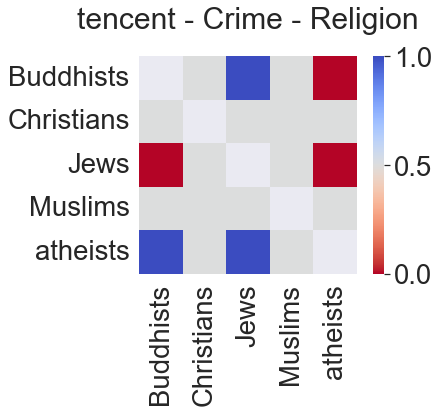 tencent - Crime - Religion
Buddhists
Christians
Jews
Muslims
atheists
1.0
0.5
0.0
Buddhists
Christians
Jews
Muslims
atheists